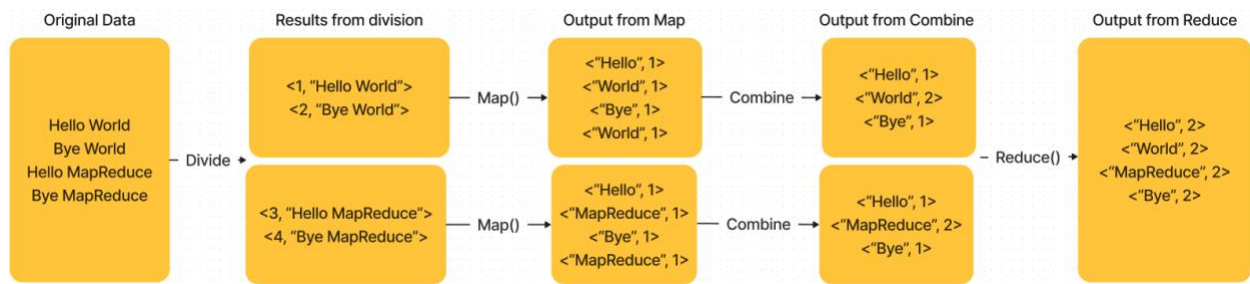 Original Data
Results from division
Output from Map
Output from Combine
Output from Reduce
Hello World
Bye World
Hello MapReduce
Bye MapReduce
Divide
<1, “Hello World”>
<2, “Bye World”>
Map()
<“Hello”, 1>
<“World”, 1>
<“Bye”, 1>
<“World”, 1>
Combine
<“Hello”, 1>
<“World”, 2>
<“Bye”, 1>
<3, “Hello MapReduce”>
<4, “Bye MapReduce”>
Map()
<“Hello”, 1>
<“MapReduce”, 1>
<“Bye”, 1>
<“MapReduce”, 1>
Combine
<“Hello”, 1>
<“MapReduce”, 2>
<“Bye”, 1>
Reduce()
<“Hello”, 2>
<“World”, 2>
<“MapReduce”, 2>
<“Bye”, 2>